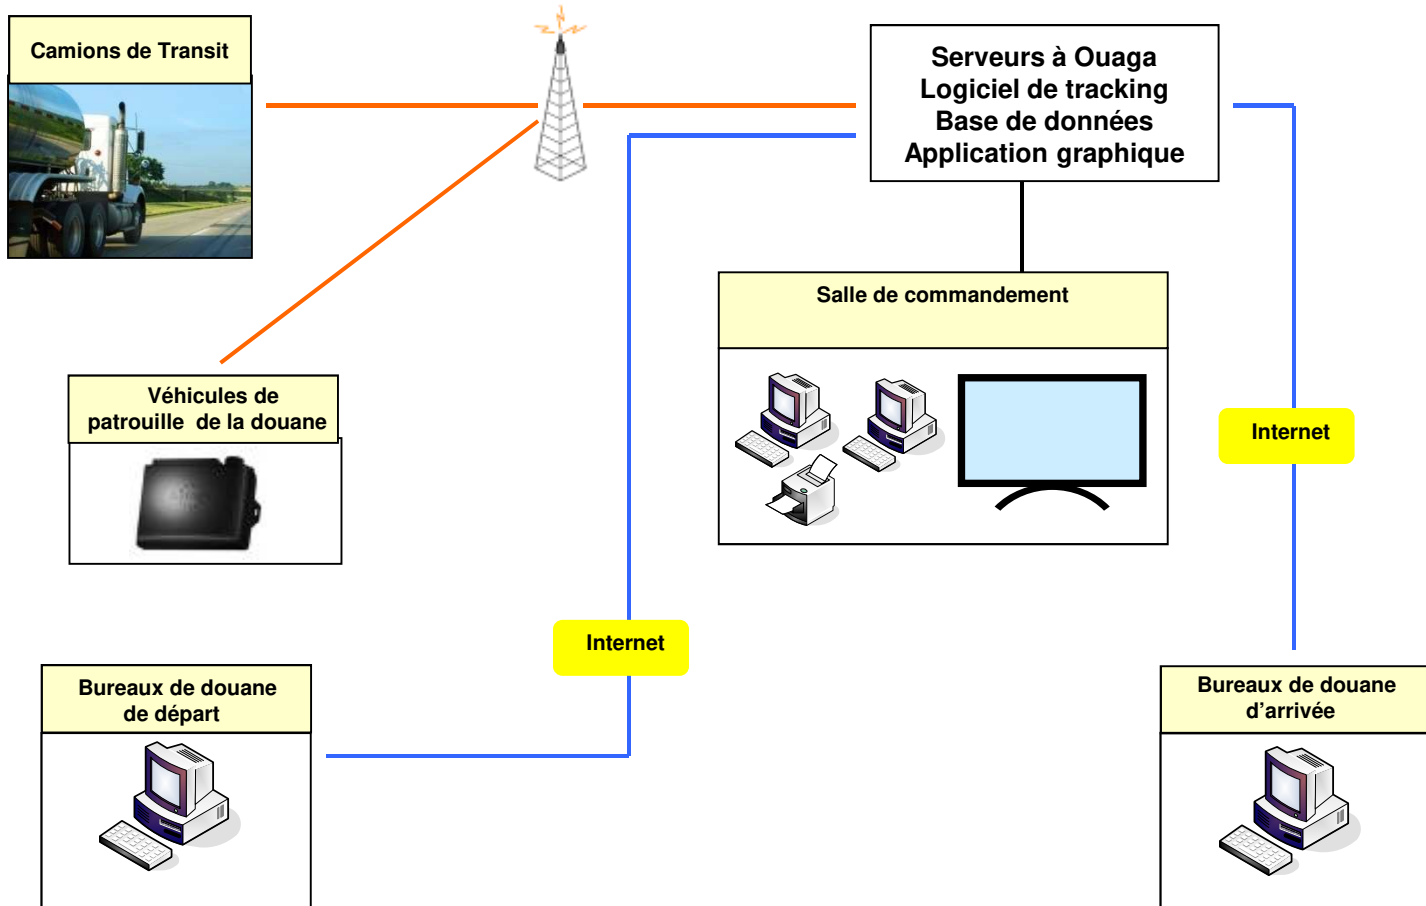 Camions de Transit
Serveurs à Ouaga
Logiciel de tracking
Base de données
Application graphique
Salle de commandement
Véhicules de
patrouille de la douane
Internet
Internet
Bureaux de douane
de départ
Bureaux de douane
d’arrivée